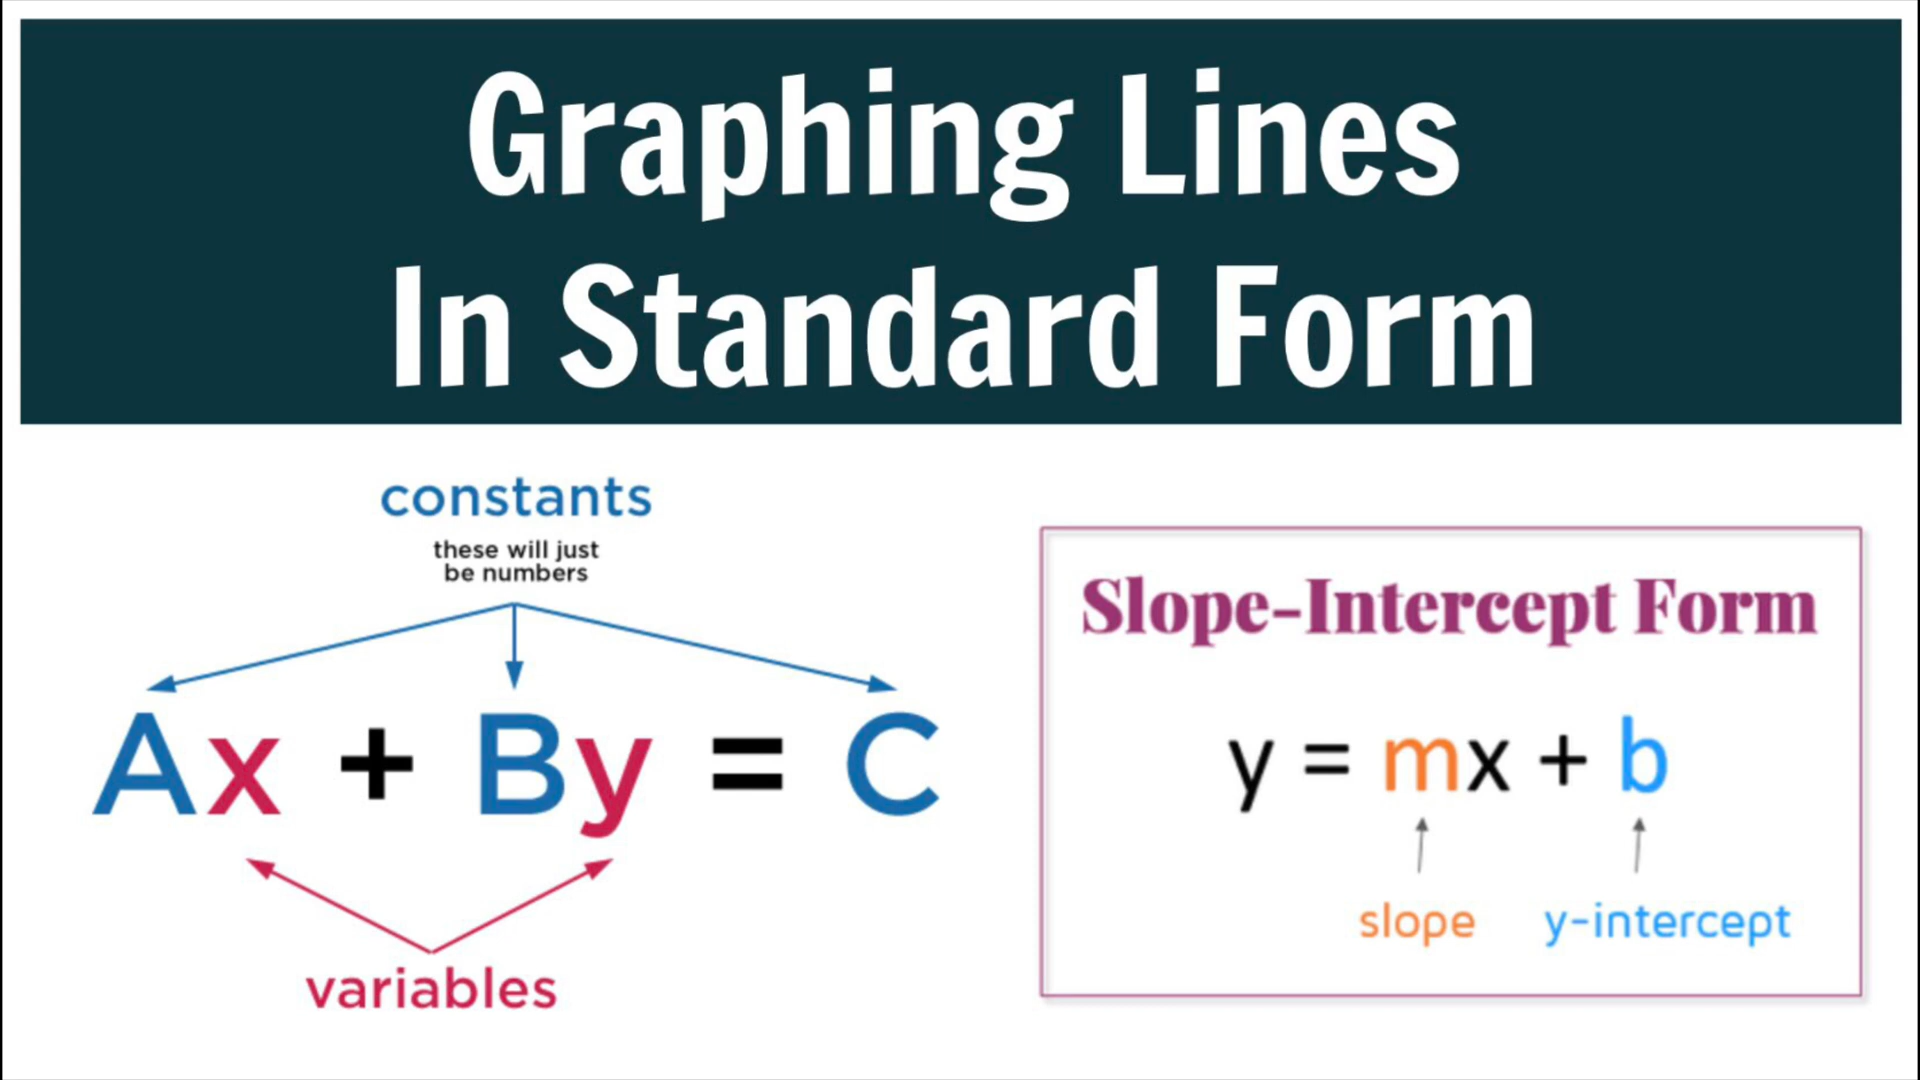 Graphing Lines
In Standard Form
constants
these will just
be numbers
Ax + By = C
variables
Slope-Intercept Form
y = mx + b
slope y-intercept